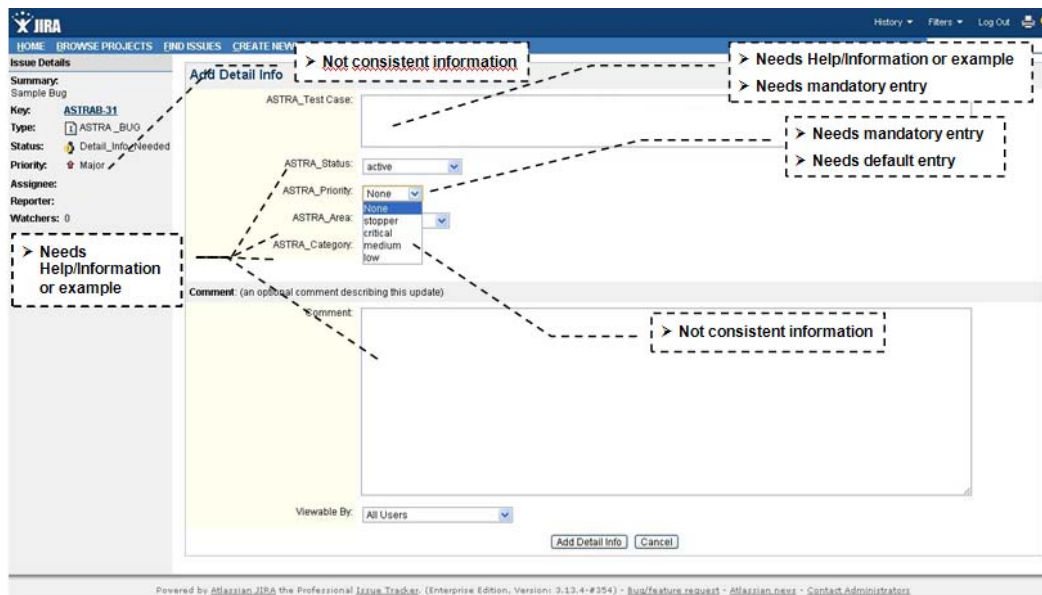 JIRA
History Filters Log Out
HOME BROWSE PROJECTS FIND ISSUES CREATE NEW
Issue Details
Summary:
Sample Bug
Key: ASTRAB-31
Type: ASTRA_BUG
Status: Detail_Info_Needed
Priority: Major
Assignee:
Reporter:
Watchers: 0
➢ Needs
Help/Information
or example
Add Detail Info
➢ Not consistent information
➢ Needs Help/Information or example
➢ Needs mandatory entry
ASTRA_Test Case:
➢ Needs mandatory entry
➢ Needs default entry
ASTRA_Status: active
ASTRA_Priority: None
None
stopper
critical
medium
low
ASTRA_Area:
ASTRA_Category:
Comment: (an optional comment describing this update)
Comment:
➢ Not consistent information
Viewable By: All Users
Add Detail Info Cancel
Powered by Atlassian JIRA the Professional Issue Tracker. (Enterprise Edition, Version: 3.13.4-#354) - Bug/feature request - Atlassian news - Contact Administrators